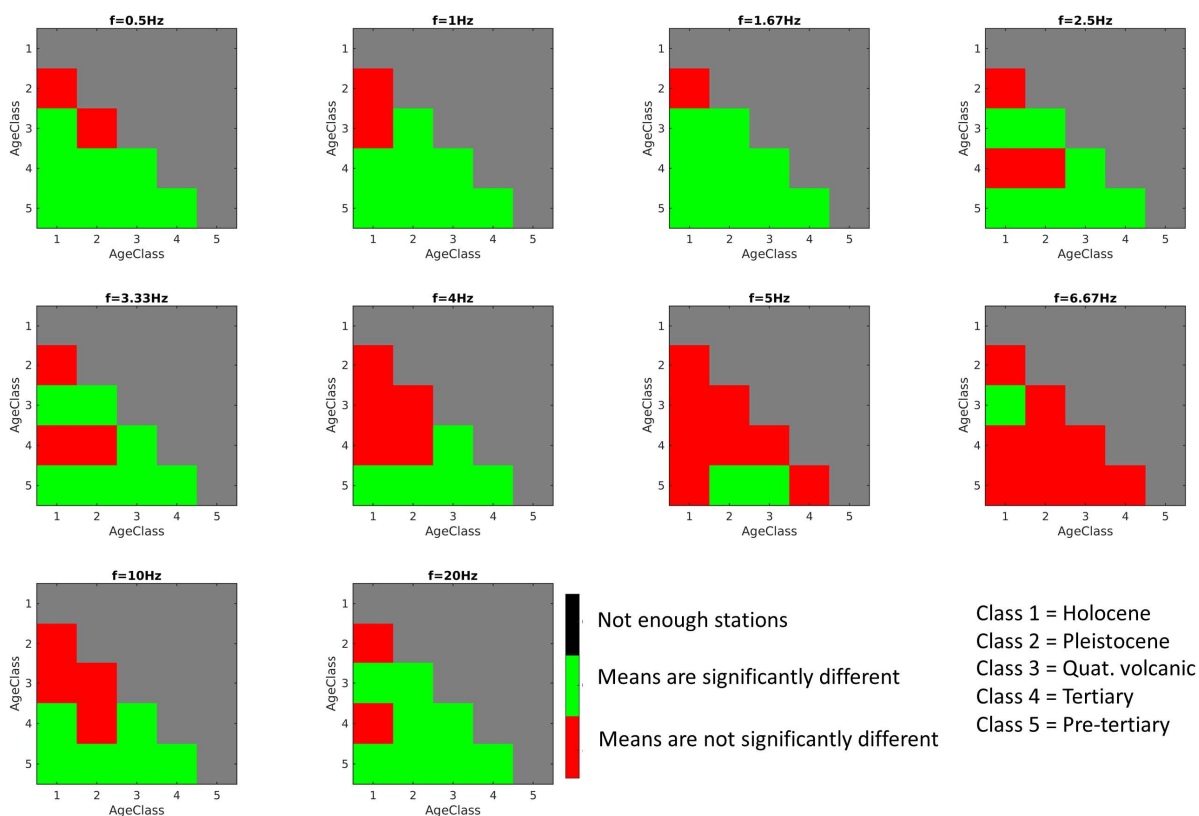 f=0.5Hz
AgeClass
1
2
3
4
5
1 2 3 4 5
AgeClass
f=1Hz
AgeClass
1
2
3
4
5
1 2 3 4 5
AgeClass
f=1.67Hz
AgeClass
1
2
3
4
5
1 2 3 4 5
AgeClass
f=2.5Hz
AgeClass
1
2
3
4
5
1 2 3 4 5
AgeClass
f=3.33Hz
AgeClass
1
2
3
4
5
1 2 3 4 5
AgeClass
f=4Hz
AgeClass
1
2
3
4
5
1 2 3 4 5
AgeClass
f=5Hz
AgeClass
1
2
3
4
5
1 2 3 4 5
AgeClass
f=6.67Hz
AgeClass
1
2
3
4
5
1 2 3 4 5
AgeClass
f=10Hz
AgeClass
1
2
3
4
5
1 2 3 4 5
AgeClass
f=20Hz
AgeClass
1
2
3
4
5
1 2 3 4 5
AgeClass
Not enough stations
Means are significantly different
Means are not significantly different
Class 1 = Holocene
Class 2 = Pleistocene
Class 3 = Quat. volcanic
Class 4 = Tertiary
Class 5 = Pre-tertiary